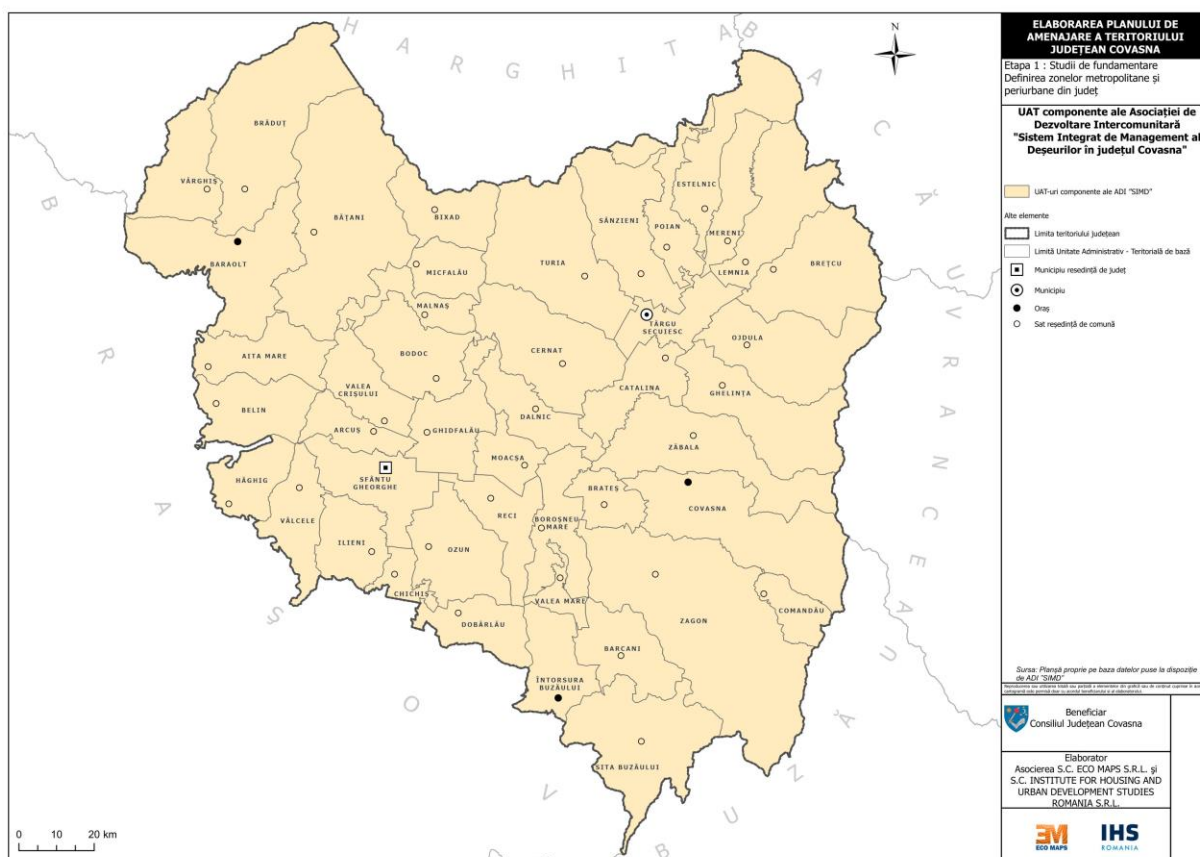 HARGHITA
BACĂU
VRANCEA
BUZĂU
BRAȘOV
N
BRĂDUȚ
VÂRGHIȘ
BĂȚANI
BIXAD
BARAOLT
MICFALĂU
TURIA
SÂNZIENI
ESTELNIC
POIAN
MERENI
LEMNIA
BREȚCU
MALNAȘ
TÂRGU
SECUIESC
AITA MARE
BODOC
CERNAT
OJDULA
VALEA
CRIȘULUI
CATALINA
GHELINȚA
BELIN
DALNIC
ARCUȘ
GHIDFALĂU
ZĂBALA
MOACȘA
HĂGHIG
SFÂNTU
GHEORGHE
BRATEȘ
COVASNA
VÂLCELE
RECI
BOROȘNEU
MARE
ILIENI
OZUN
CHICHIȘ
VALEA MARE
COMANDĂU
DOBÂRLĂU
ZAGON
BARCANI
ÎNTORSURA
BUZĂULUI
SITA BUZĂULUI
0 10 20 km
ELABORAREA PLANULUI DE
AMENAJARE A TERITORIULUI
JUDEȚEAN COVASNA
Etapa 1 : Studii de fundamentare
Definirea zonelor metropolitane și
periurbane din județ
UAT componente ale Asociației de
Dezvoltare Intercomunitară
"Sistem Integrat de Management al
Deșeurilor în județul Covasna"
UAT-uri componente ale ADI "SIMD"
Alte elemente
Limita teritoriului județean
Limită Unitate Administrativ - Teritorială de bază
Municipiu resedință de județ
Municipiu
Oraș
Sat reședință de comună
Sursa: Planșă proprie pe baza datelor puse la dispoziție
de ADI "SIMD"
Beneficiar
Consiliul Județean Covasna
Elaborator
Asocierea S.C. ECO MAPS S.R.L. și
S.C. INSTITUTE FOR HOUSING AND
URBAN DEVELOPMENT STUDIES
ROMANIA S.R.L.
ECO MAPS
IHS
ROMANIA